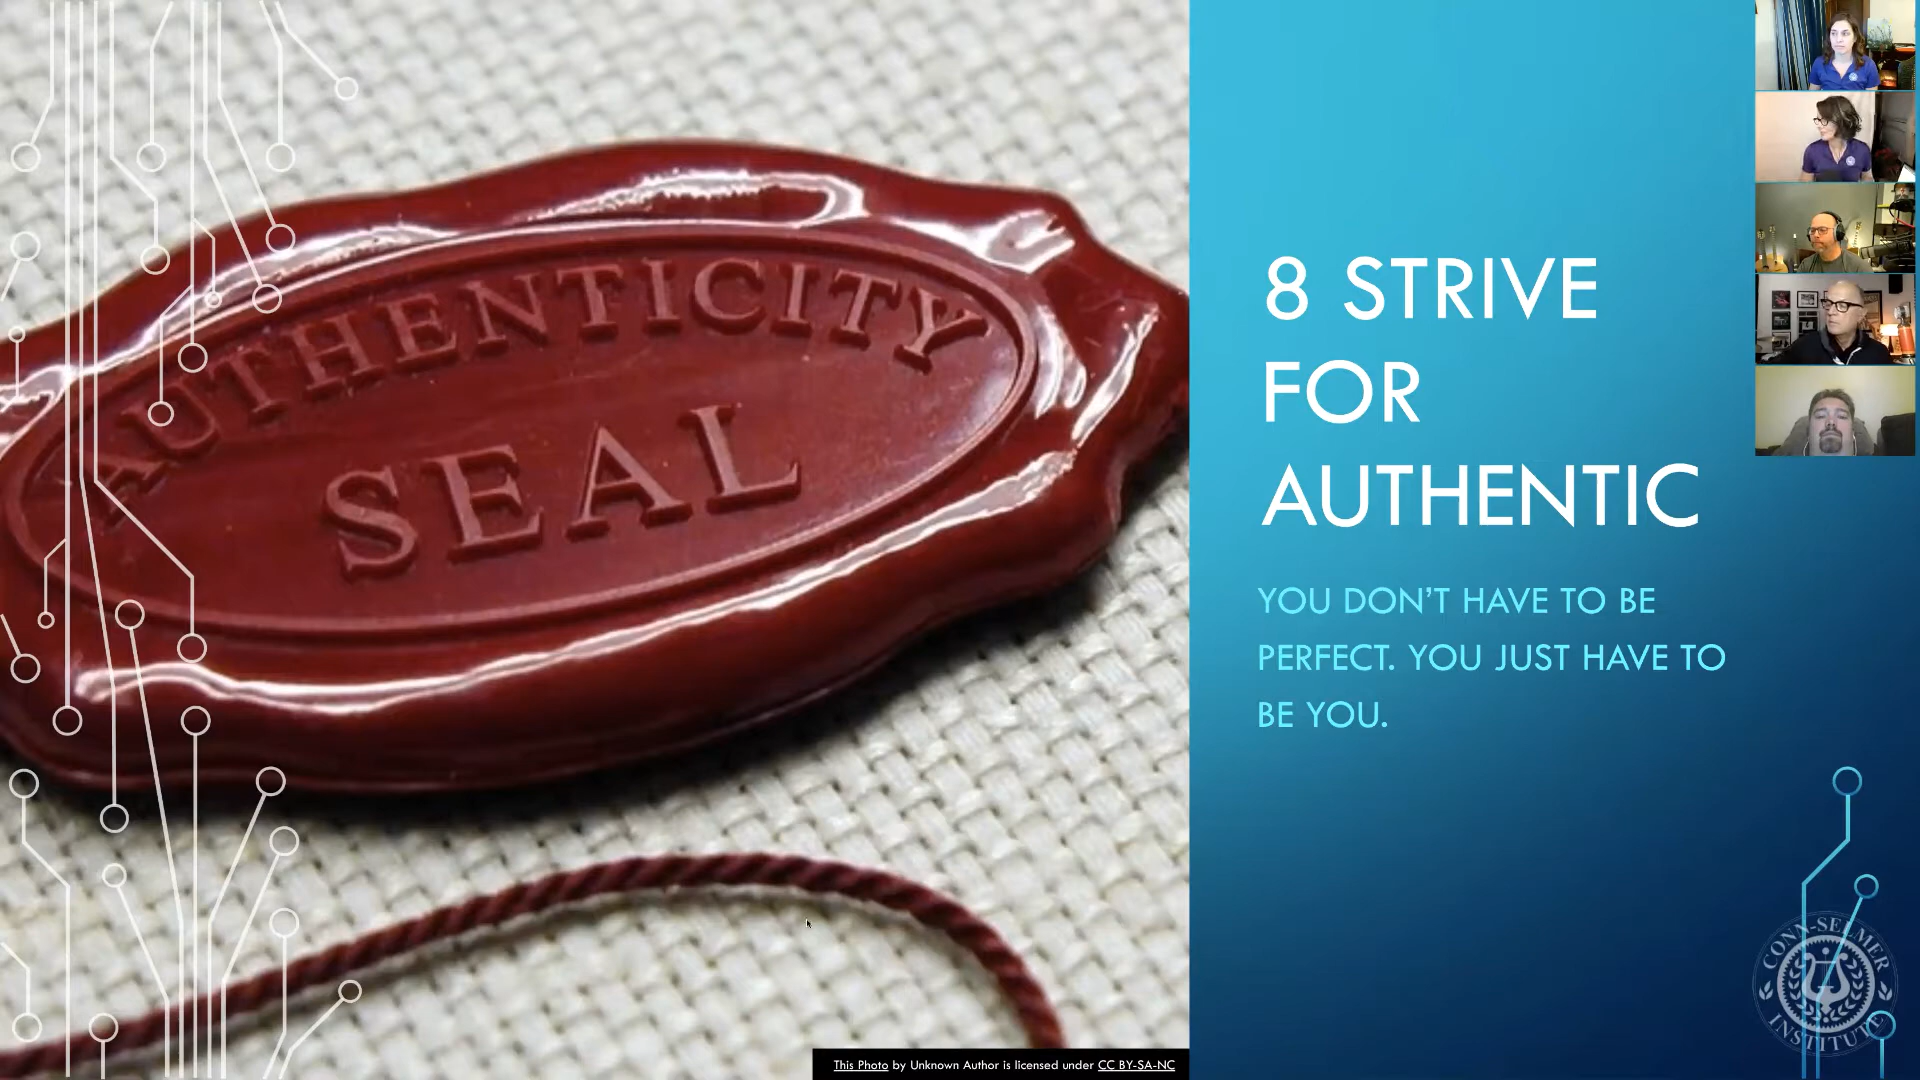 AUTHENTICITY
SEAL
8 STRIVE
FOR
AUTHENTIC
YOU DON’T HAVE TO BE
PERFECT. YOU JUST HAVE TO
BE YOU.
This Photo by Unknown Author is licensed under CC BY-SA-NC
CONN-SELMER
INSTITUTE